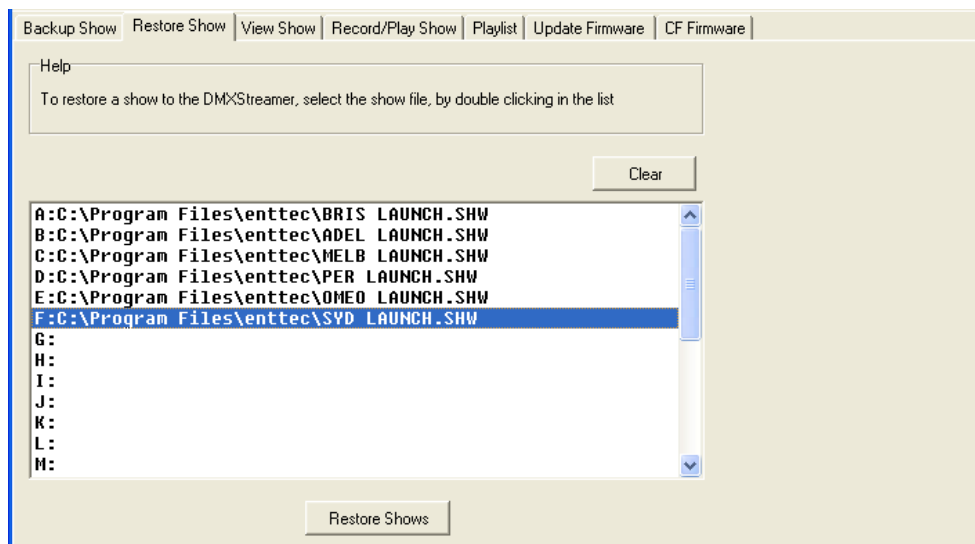 Backup Show Restore Show View Show Record/Play Show Playlist Update Firmware CF Firmware
Help
To restore a show to the DMXStreamer, select the show file, by double clicking in the list
Clear
A:C:\Program Files\enttec\BRIS LAUNCH.SHW
B:C:\Program Files\enttec\ADEL LAUNCH.SHW
C:C:\Program Files\enttec\MELB LAUNCH.SHW
D:C:\Program Files\enttec\PER LAUNCH.SHW
E:C:\Program Files\enttec\OMEO LAUNCH.SHW
F:C:\Program Files\enttec\SYD LAUNCH.SHW
G:
H:
I:
J:
K:
L:
M:
Restore Shows